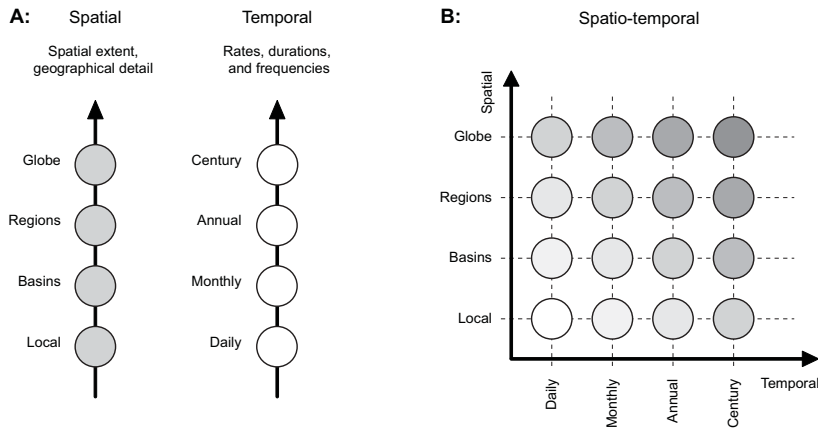 A:
Spatial
Temporal
Spatial extent,
geographical detail
Rates, durations,
and frequencies
Globe
Regions
Basins
Local
Century
Annual
Monthly
Daily
B:
Spatio-temporal
Spatial
Globe
Regions
Basins
Local
Daily
Monthly
Annual
Century
Temporal